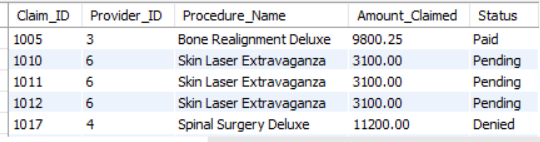 Claim_ID Provider_ID Procedure_Name Amount_Claimed Status
1005 3 Bone Realignment Deluxe 9800.25 Paid
1010 6 Skin Laser Extravaganza 3100.00 Pending
1011 6 Skin Laser Extravaganza 3100.00 Pending
1012 6 Skin Laser Extravaganza 3100.00 Pending
1017 4 Spinal Surgery Deluxe 11200.00 Denied